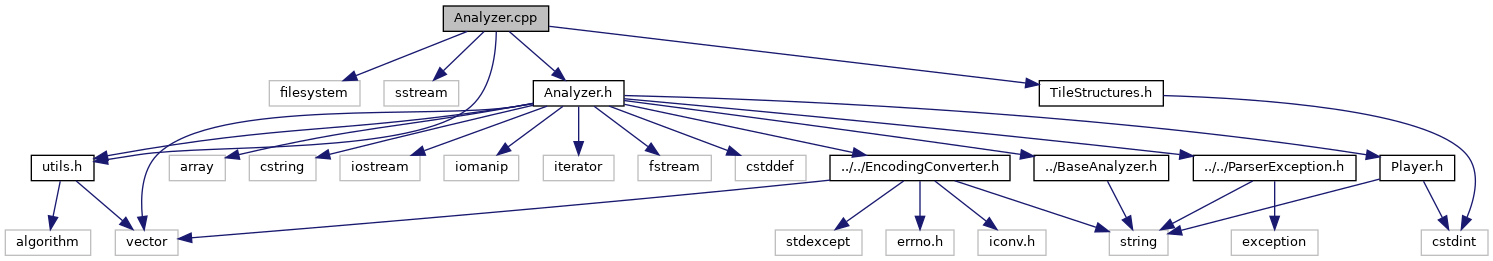 Analyzer.cpp
filesystem
sstream
Analyzer.h
TileStructures.h
utils.h
array
cstring
iostream
iomanip
iterator
fstream
cstddef
../../EncodingConverter.h
../BaseAnalyzer.h
../../ParserException.h
Player.h
algorithm
vector
stdexcept
errno.h
iconv.h
string
exception
cstdint